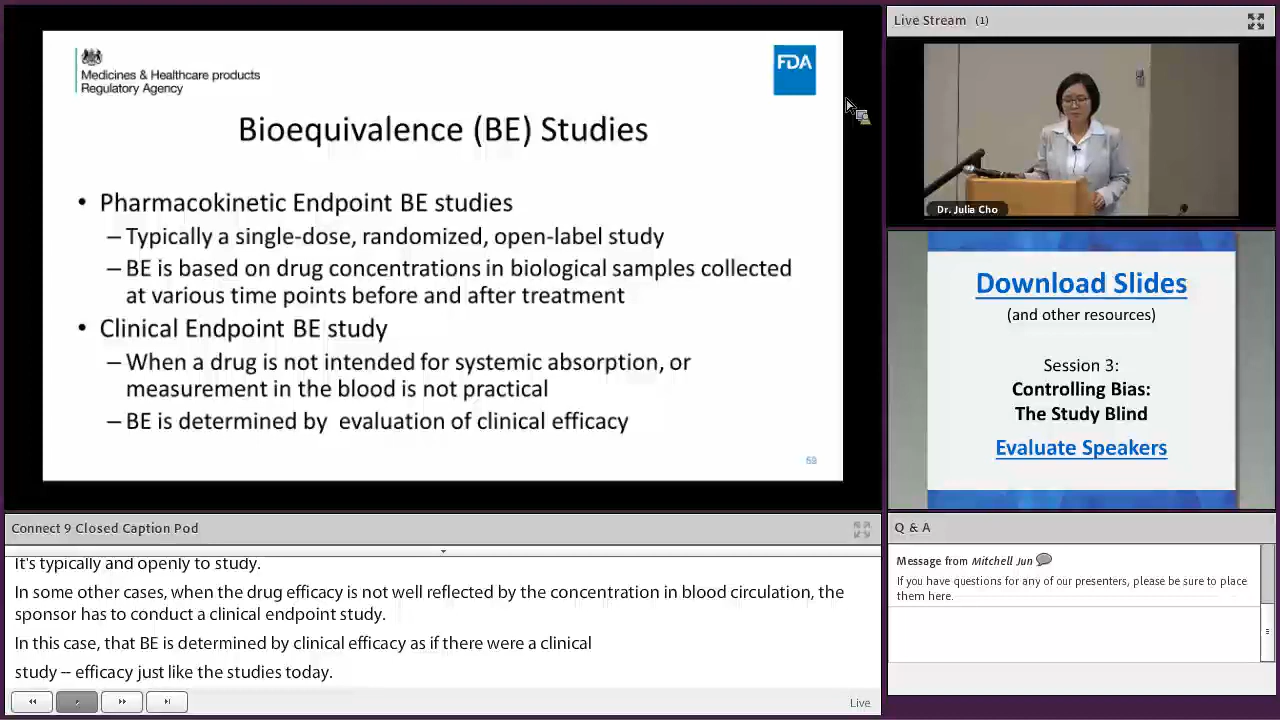 Medicines & Healthcare products
Regulatory Agency
FDA
Bioequivalence (BE) Studies
• Pharmacokinetic Endpoint BE studies
– Typically a single-dose, randomized, open-label study
– BE is based on drug concentrations in biological samples collected
at various time points before and after treatment
• Clinical Endpoint BE study
– When a drug is not intended for systemic absorption, or
measurement in the blood is not practical
– BE is determined by evaluation of clinical efficacy
Live Stream (1)
Dr. Julia Cho
Download Slides
(and other resources)
Session 3:
Controlling Bias:
The Study Blind
Evaluate Speakers
Connect 9 Closed Caption Pod
It's typically and openly to study.
In some other cases, when the drug efficacy is not well reflected by the concentration in blood circulation, the
sponsor has to conduct a clinical endpoint study.
In this case, that BE is determined by clinical efficacy as if there were a clinical
study -- efficacy just like the studies today.
Live
Q & A
Message from Mitchell Jun
If you have questions for any of our presenters, please be sure to place
them here.